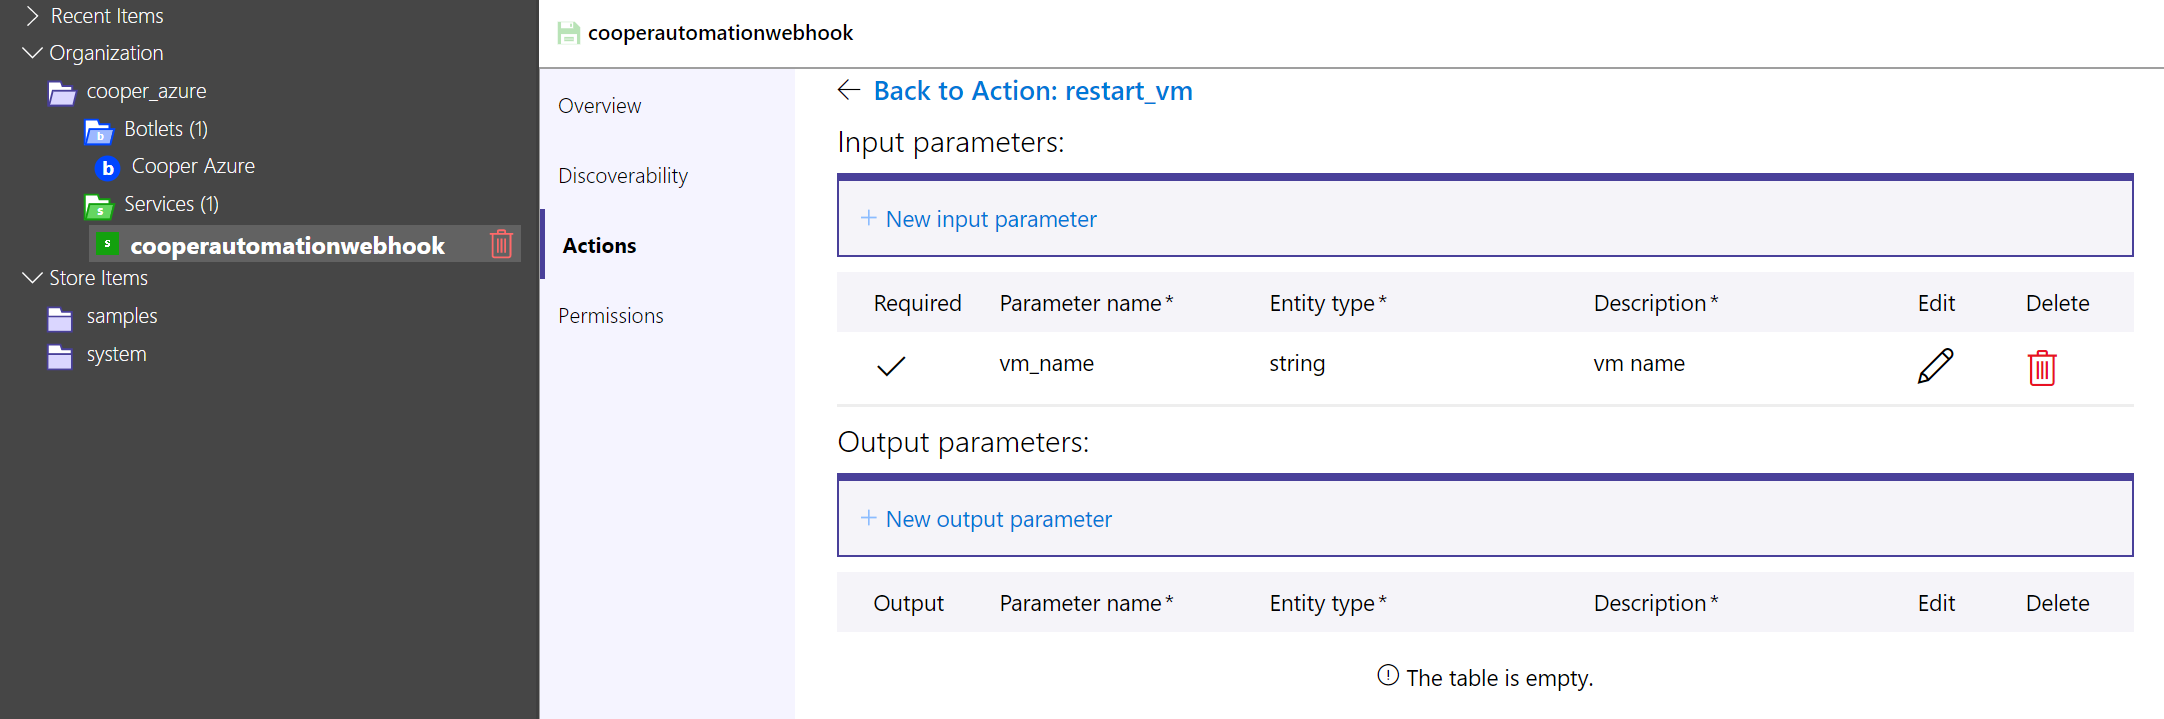 Recent Items
Organization
cooper_azure
b
Botlets (1)
b
Cooper Azure
s
Services (1)
s
cooperautomationwebhook
Store Items
samples
system
cooperautomationwebhook
Overview
Discoverability
Actions
Permissions
← Back to Action: restart_vm
Input parameters:
+ New input parameter
Required Parameter name* Entity type* Description* Edit Delete
vm_name string vm name
Output parameters:
+ New output parameter
Output Parameter name* Entity type* Description* Edit Delete
The table is empty.